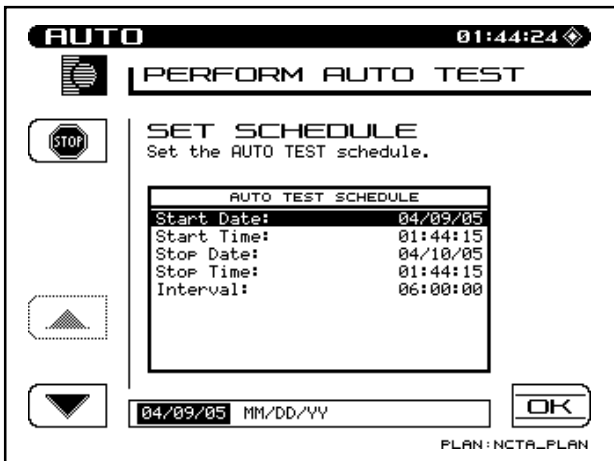 AUTO 01:44:24
PERFORM AUTO TEST
STOP
SET SCHEDULE
Set the AUTO TEST schedule.
AUTO TEST SCHEDULE
Start Date: 04/09/05
Start Time: 01:44:15
Stop Date: 04/10/05
Stop Time: 01:44:15
Interval: 06:00:00
04/09/05 MM/DD/YY
OK
PLAN:NCTA_PLAN